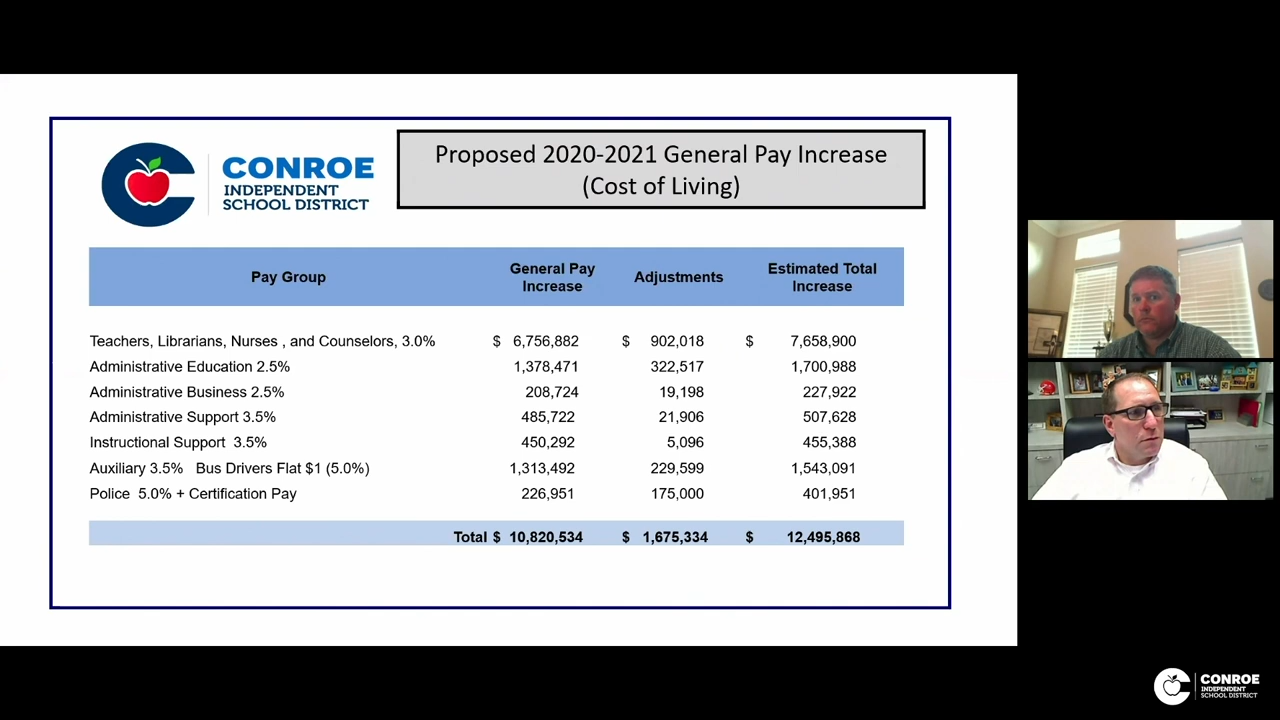 CONROE
INDEPENDENT
SCHOOL DISTRICT
Proposed 2020-2021 General Pay Increase
(Cost of Living)
Pay Group General Pay Increase Adjustments Estimated Total Increase
Teachers, Librarians, Nurses , and Counselors, 3.0% $ 6,756,882 $ 902,018 $ 7,658,900
Administrative Education 2.5% 1,378,471 322,517 1,700,988
Administrative Business 2.5% 208,724 19,198 227,922
Administrative Support 3.5% 485,722 21,906 507,628
Instructional Support 3.5% 450,292 5,096 455,388
Auxiliary 3.5% Bus Drivers Flat $1 (5.0%) 1,313,492 229,599 1,543,091
Police 5.0% + Certification Pay 226,951 175,000 401,951
Total $ 10,820,534 $ 1,675,334 $ 12,495,868
CONROE
INDEPENDENT
SCHOOL DISTRICT